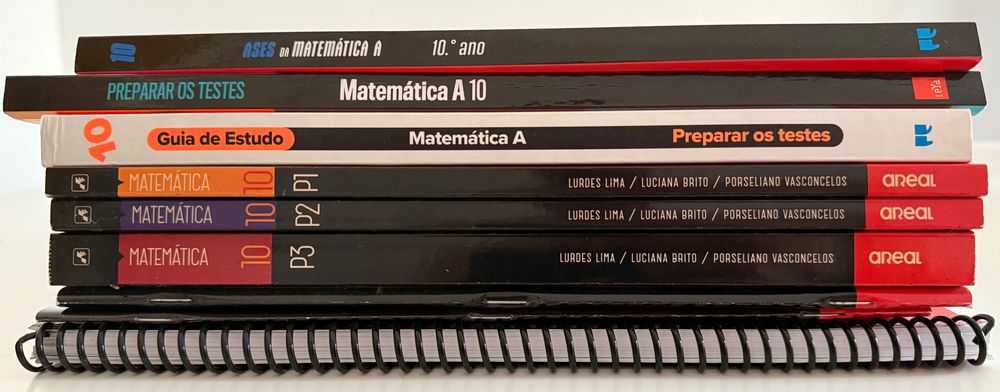 10 ASES DA MATEMÁTICA A 10.º ano
PREPARAR OS TESTES Matemática A 10 LeYa
10 Guia de Estudo Matemática A Preparar os testes
MATEMÁTICA 10 P1 LURDES LIMA / LUCIANA BRITO / PORSELIANO VASCONCELOS AREAL
MATEMÁTICA 10 P2 LURDES LIMA / LUCIANA BRITO / PORSELIANO VASCONCELOS AREAL
MATEMÁTICA 10 P3 LURDES LIMA / LUCIANA BRITO / PORSELIANO VASCONCELOS AREAL